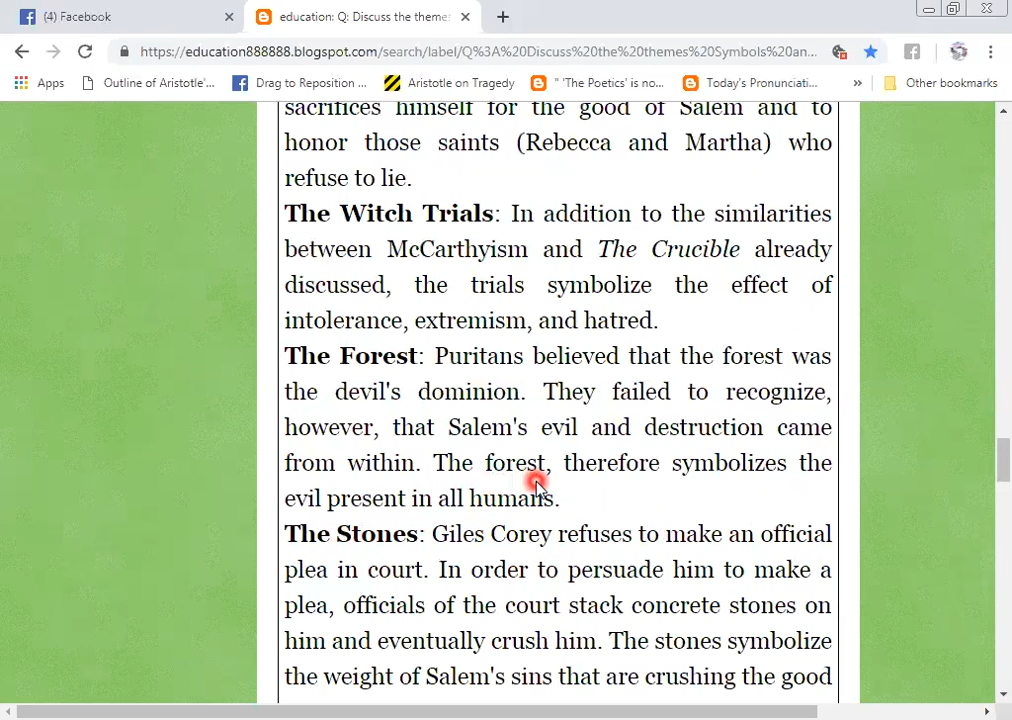 (4) Facebook
education: Q: Discuss the theme
https://education888888.blogspot.com/search/label/Q%3A%20Discuss%20the%20themes%20Symbols%20an...
Apps Outline of Aristotle'... Drag to Reposition ... Aristotle on Tragedy " 'The Poetics' is no... Today's Pronunciati... » Other bookmarks
sacrifices himself for the good of Salem and to
honor those saints (Rebecca and Martha) who
refuse to lie.
The Witch Trials: In addition to the similarities
between McCarthyism and The Crucible already
discussed, the trials symbolize the effect of
intolerance, extremism, and hatred.
The Forest: Puritans believed that the forest was
the devil's dominion. They failed to recognize,
however, that Salem's evil and destruction came
from within. The forest, therefore symbolizes the
evil present in all humans.
The Stones: Giles Corey refuses to make an official
plea in court. In order to persuade him to make a
plea, officials of the court stack concrete stones on
him and eventually crush him. The stones symbolize
the weight of Salem's sins that are crushing the good